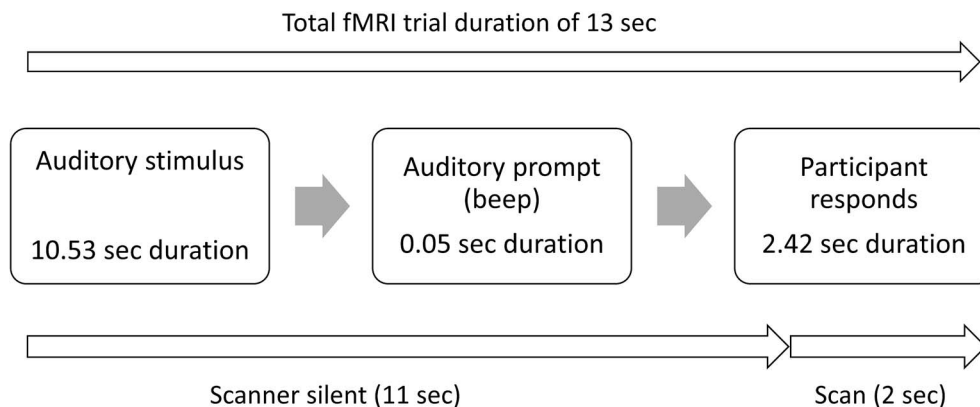 Total fMRI trial duration of 13 sec
Auditory stimulus
10.53 sec duration
Auditory prompt
(beep)
0.05 sec duration
Participant
responds
2.42 sec duration
Scanner silent (11 sec)
Scan (2 sec)